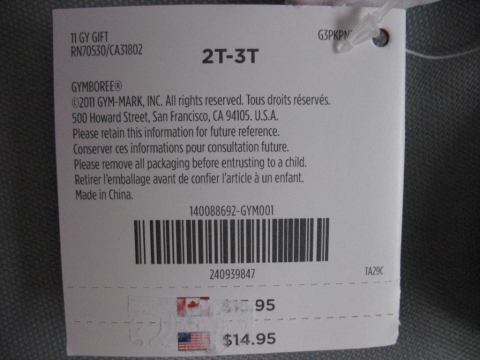 11 GY GIFT
RN70530/CA31802
2T-3T
GYMBOREE®
©2011 GYM-MARK, INC. All rights reserved. Tous droits réservés.
500 Howard Street, San Francisco, CA 94105. U.S.A.
Please retain this information for future reference.
Conserver ces informations pour consultation future.
Please remove all packaging before entrusting to a child.
Retirer l'emballage avant de confier l'article à un enfant.
Made in China.
140088692-GYM001
240939847
TA29C
.95
$14.95